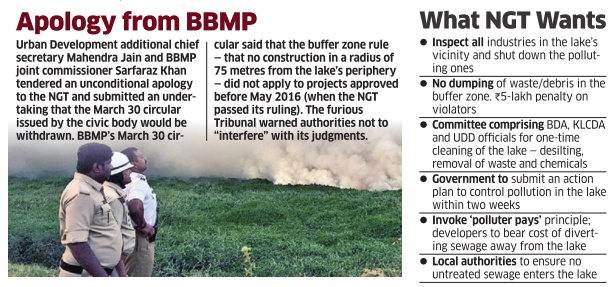 Apology from BBMP
Urban Development additional chief
secretary Mahendra Jain and BBMP
joint commissioner Sarfaraz Khan
tendered an unconditional apology
to the NGT and submitted an under-
taking that the March 30 circular
issued by the civic body would be
withdrawn. BBMP's March 30 cir-
cular said that the buffer zone rule
– that no construction in a radius of
75 metres from the lake's periphery
– did not apply to projects approved
before May 2016 (when the NGT
passed its ruling). The furious
Tribunal warned authorities not to
“interfere” with its judgments.
What NGT Wants
● Inspect all industries in the lake's
vicinity and shut down the pollut-
ing ones
● No dumping of waste/debris in the
buffer zone. ₹5-lakh penalty on
violators
● Committee comprising BDA, KLCDA
and UDD officials for one-time
cleaning of the lake – desilting,
removal of waste and chemicals
● Government to submit an action
plan to control pollution in the lake
within two weeks
● Invoke ‘polluter pays’ principle;
developers to bear cost of divert-
ing sewage away from the lake
● Local authorities to ensure no
untreated sewage enters the lake